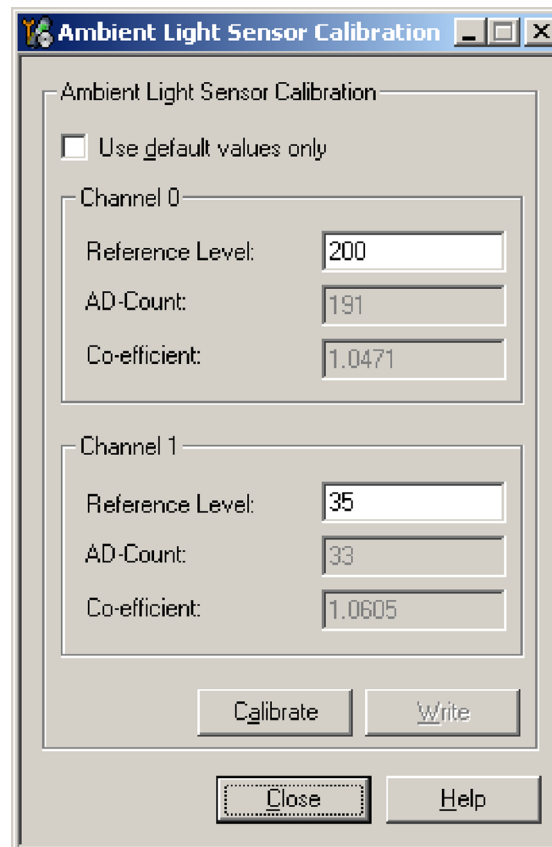 Ambient Light Sensor Calibration
Ambient Light Sensor Calibration
Use default values only
Channel 0
Reference Level: 200
AD-Count: 191
Co-efficient: 1.0471
Channel 1
Reference Level: 35
AD-Count: 33
Co-efficient: 1.0605
Calibrate Write
Close Help